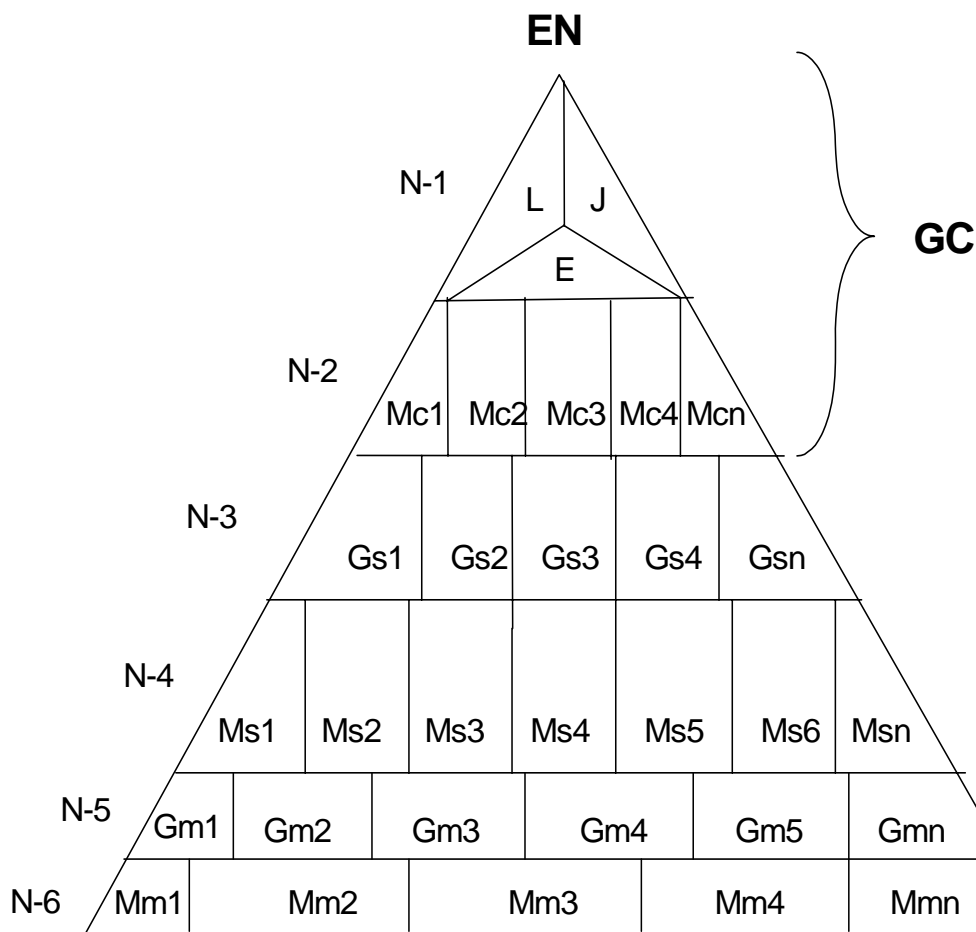 EN
N-1
L J
GC
E
N-2
Mc1 Mc2 Mc3 Mc4 Mcn
N-3
Gs1 Gs2 Gs3 Gs4 Gsn
N-4
Ms1 Ms2 Ms3 Ms4 Ms5 Ms6 Msn
N-5
Gm1 Gm2 Gm3 Gm4 Gm5 Gmn
N-6 Mm1 Mm2 Mm3 Mm4 Mmn